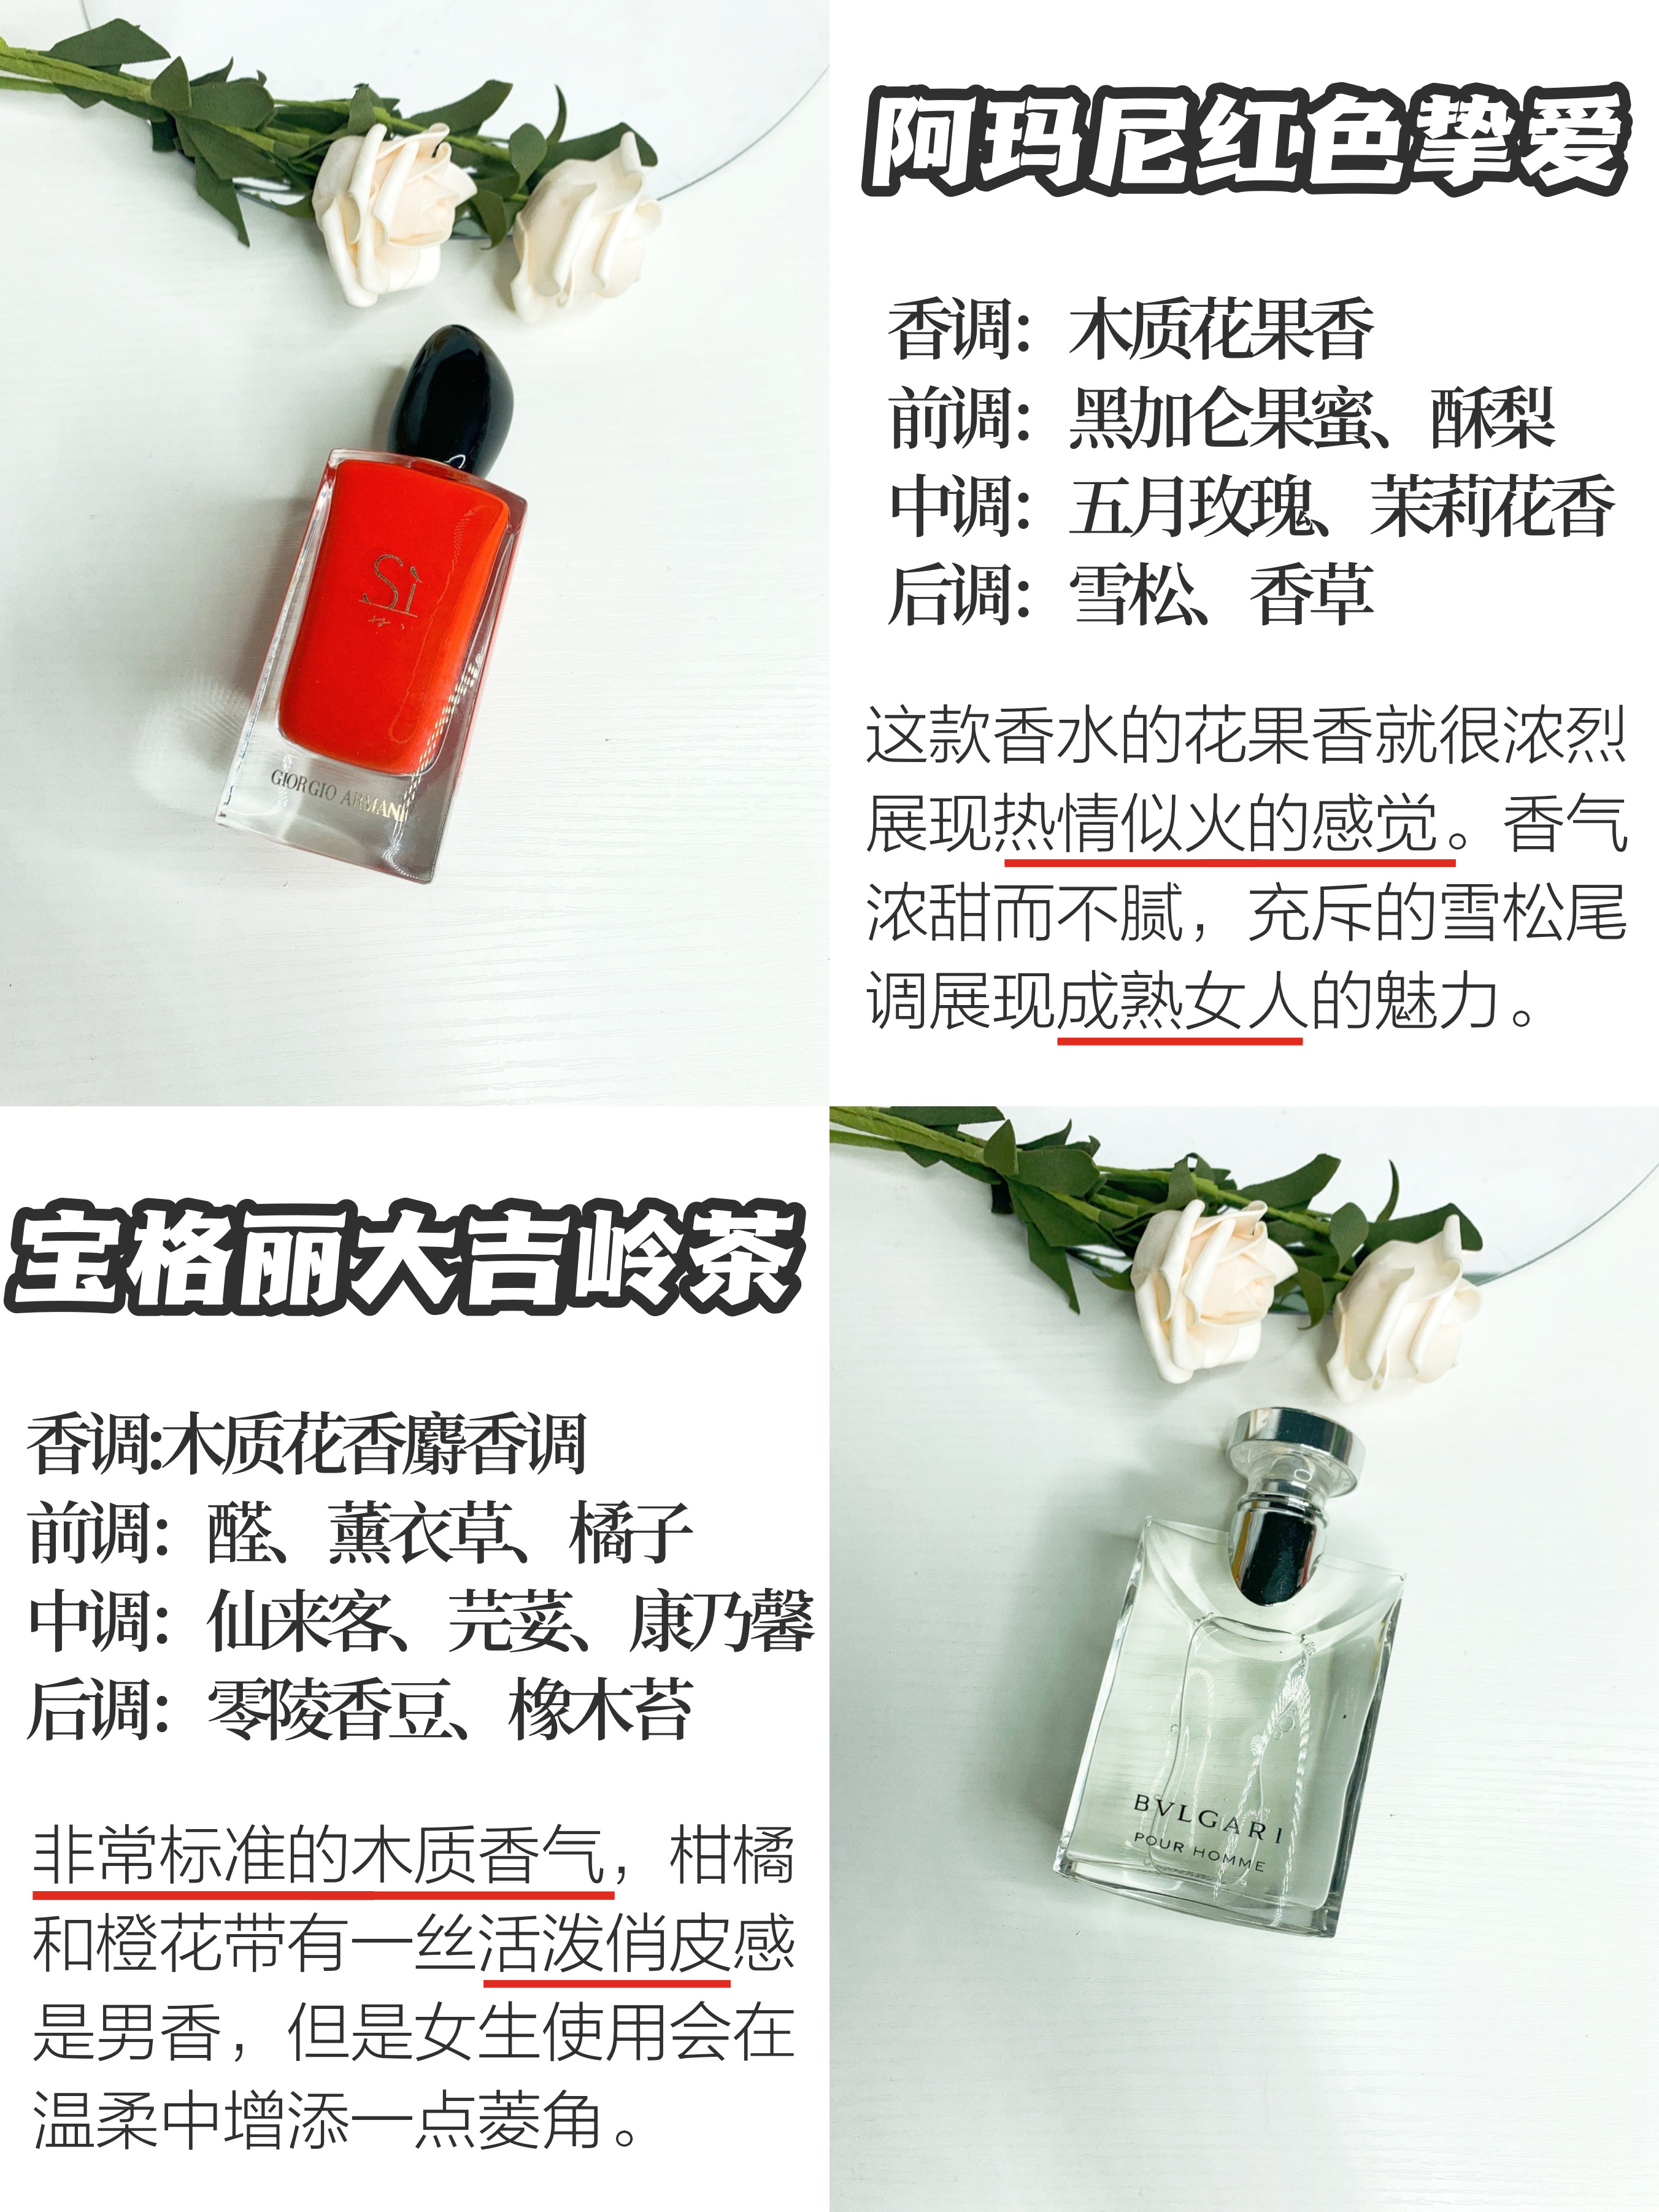 阿玛尼红色挚爱
香调：木质花果香
前调：黑加仑果蜜、酥梨
中调：五月玫瑰、茉莉花香
后调：雪松、香草
这款香水的花果香就很浓烈
展现热情似火的感觉。香气
浓甜而不腻，充斥的雪松尾
调展现成熟女人的魅力。
Sì
GIORGIO ARMANI
宝格丽大吉岭茶
香调:木质花香麝香调
前调：醛、薰衣草、橘子
中调：仙来客、芫荽、康乃馨
后调：零陵香豆、橡木苔
非常标准的木质香气，柑橘
和橙花带有一丝活泼俏皮感
是男香，但是女生使用会在
温柔中增添一点菱角。
BVLGARI
POUR HOMME